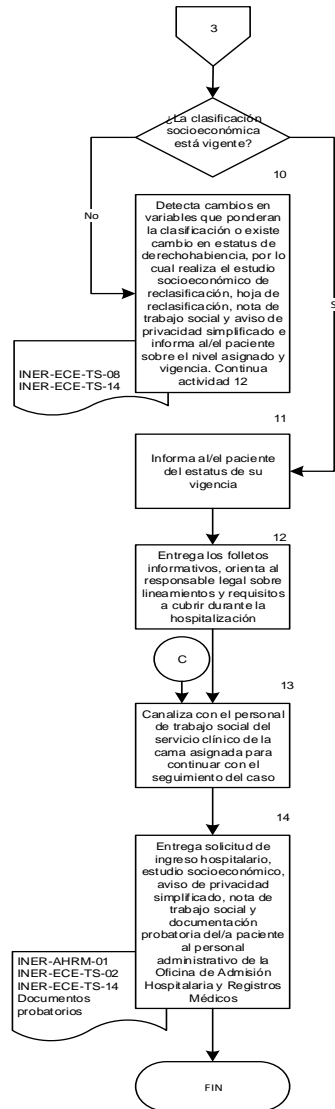 3
¿La clasificación
socioeconómica
está vigente?
No
10
Detecta cambios en
variables que ponderan
la clasificación o existe
cambio en estatus de
derechohabiencia, por lo
cual realiza el estudio
socioeconómico de
reclasificación, hoja de
reclasificación, nota de
trabajo social y aviso de
privacidad simplificado e
informa al/el paciente
sobre el nivel asignado y
vigencia. Continua
actividad 12
INER-ECE-TS-08
INER-ECE-TS-14
11
Informa al/el paciente
del estatus de su
vigencia
12
Entrega los folletos
informativos, orienta al
responsable legal sobre
lineamientos y requisitos
a cubrir durante la
hospitalización
C
13
Canaliza con el personal
de trabajo social del
servicio clínico de la
cama asignada para
continuar con el
seguimiento del caso
14
Entrega solicitud de
ingreso hospitalario,
estudio socioeconómico,
aviso de privacidad
simplificado, nota de
trabajo social y
documentación
probatoria del/a paciente
al personal
administrativo de la
Oficina de Admisión
Hospitalaria y Registros
Médicos
INER-AHRM-01
INER-ECE-TS-02
INER-ECE-TS-14
Documentos
probatorios
FIN